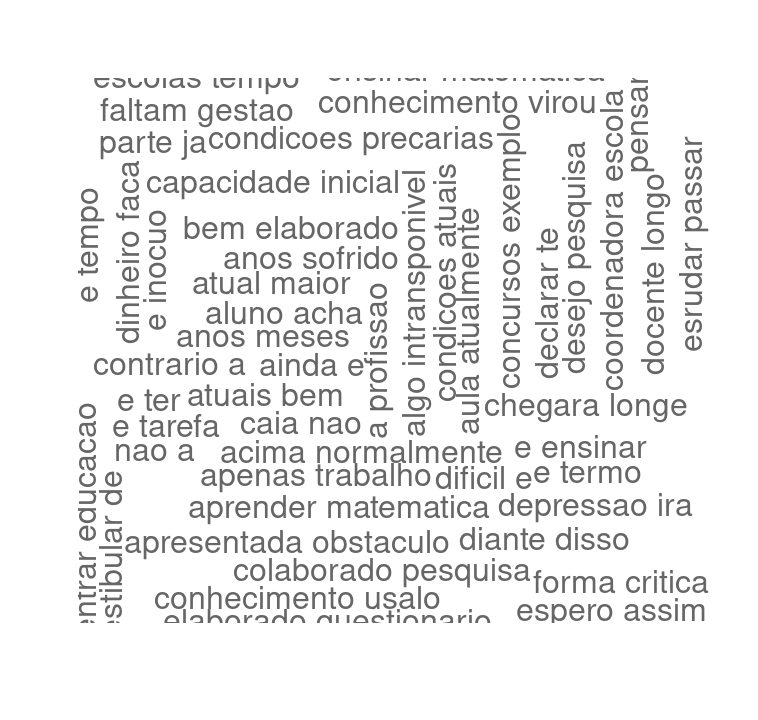 escolas tempo
ensinar matematica
faltam gestao
conhecimento virou
parte ja
condicoes precarias
capacidade inicial
bem elaborado
anos sofrido
atual maior
aluno acha
anos meses
contrario a
ainda e
e ter
atuais bem
e tarefa
caia nao
nao a
acima normalmente
apenas trabalho
dificil e
aprender matematica
apresentada obstaculo
colaborado pesquisa
conhecimento usalo
elaborado questionario
chegara longe
e ensinar
e termo
depressao ira
diante disso
forma critica
espero assim
e tempo
dinheiro faca
e inocuo
a profissao
algo intransponivel
condicoes atuais
aula atualmente
concursos exemplo
declarar te
desejo pesquisa
coordenadora escola
pensar
docente longo
esrudar passar
entrar educacao
estibular de